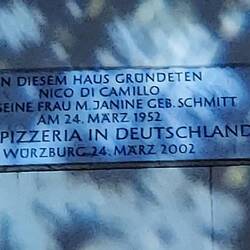 N DIESEM HAUS GRÜNDETEN
NICO DI CAMILLO
SEINE FRAU M. JANINE GEB. SCHMITT
AM 24. MÄRZ 1952
PIZZERIA IN DEUTSCHLAND
WÜRZBURG, 24. MÄRZ 2002